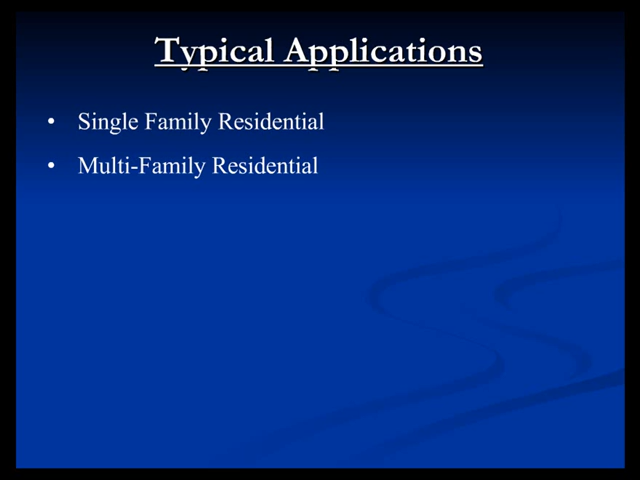 Typical Applications
• Single Family Residential
• Multi-Family Residential